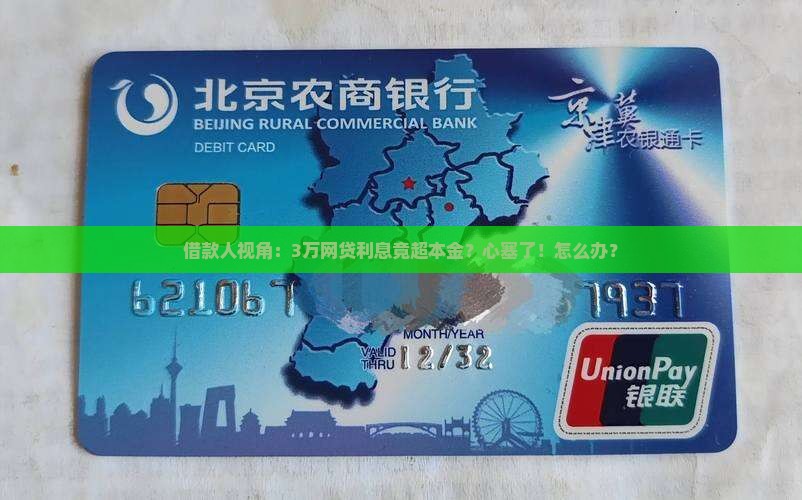 北京农商银行
BEIJING RURAL COMMERCIAL BANK
DEBIT CARD
京津冀
农银通卡
借款人视角：3万网贷利息竟超本金？心塞了！怎么办？
621067
7937
MONTH/YEAR
VALID
THRU 12/32
UnionPay
银联